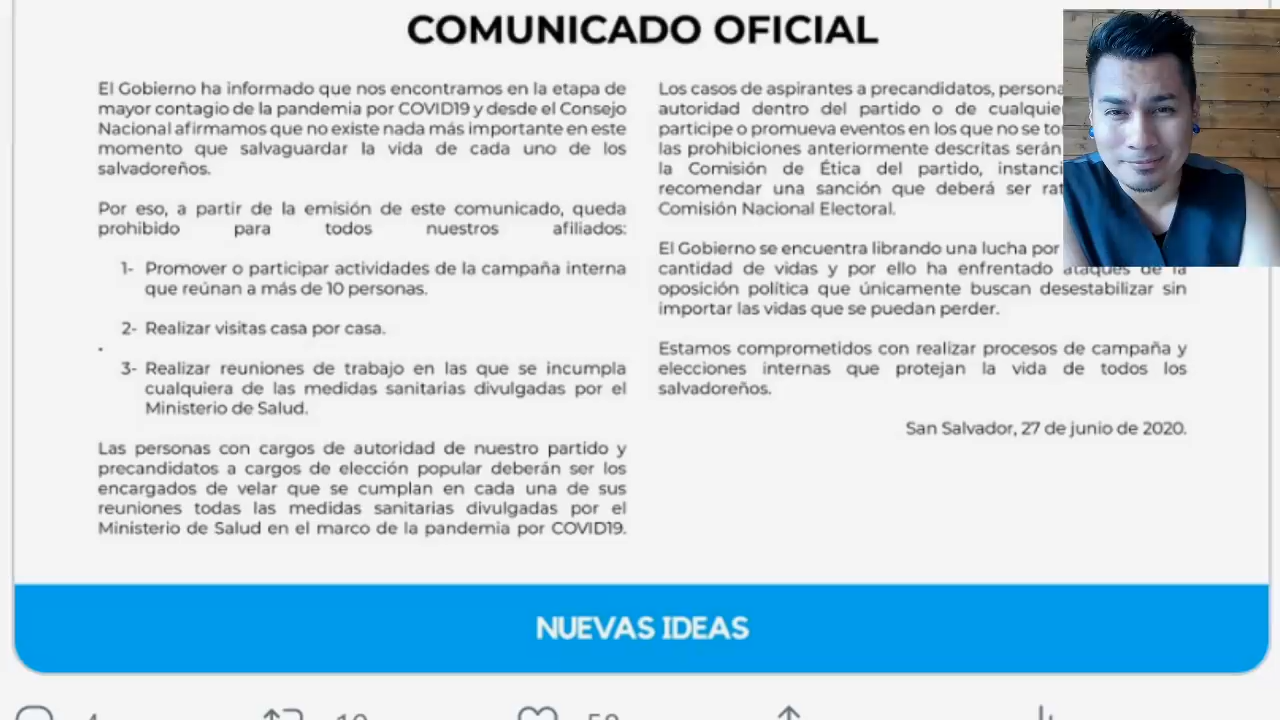 COMUNICADO OFICIAL
El Gobierno ha informado que nos encontramos en la etapa de
mayor contagio de la pandemia por COVID19 y desde el Consejo
Nacional afirmamos que no existe nada más importante en este
momento que salvaguardar la vida de cada uno de los
salvadoreños.
Por eso, a partir de la emisión de este comunicado, queda
prohibido para todos nuestros afiliados:
1- Promover o participar actividades de la campaña interna
que reúnan a más de 10 personas.
2- Realizar visitas casa por casa.
3- Realizar reuniones de trabajo en las que se incumpla
cualquiera de las medidas sanitarias divulgadas por el
Ministerio de Salud.
Las personas con cargos de autoridad de nuestro partido y
precandidatos a cargos de elección popular deberán ser los
encargados de velar que se cumplan en cada una de sus
reuniones todas las medidas sanitarias divulgadas por el
Ministerio de Salud en el marco de la pandemia por COVID19.
Los casos de aspirantes a precandidatos,
autoridad dentro del partido o de
participe o promueva eventos en los que no se
las prohibiciones anteriormente descritas serán
la Comisión de Ética del partido,
recomendar una sanción que deberá ser
Comisión Nacional Electoral.
El Gobierno se encuentra librando una lucha por
cantidad de vidas y por ello ha enfrentado ataques de la
oposición política que únicamente buscan desestabilizar sin
importar las vidas que se puedan perder.
Estamos comprometidos con realizar procesos de campaña y
elecciones internas que protejan la vida de todos los
salvadoreños.
San Salvador, 27 de junio de 2020.
NUEVAS IDEAS